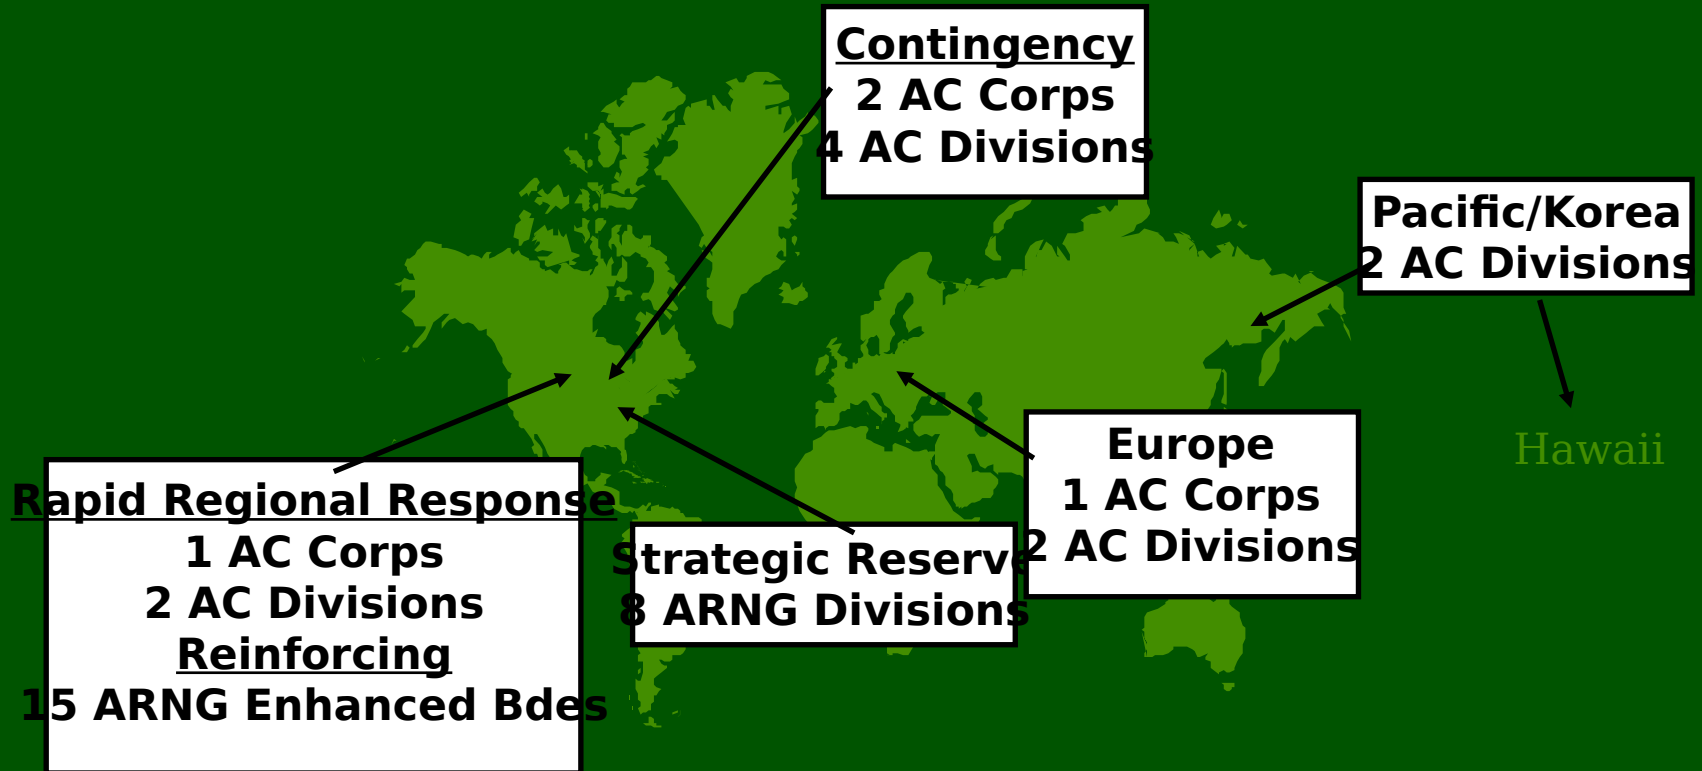 Contingency
2 AC Corps
4 AC Divisions
Pacific/Korea
2 AC Divisions
Hawaii
Europe
1 AC Corps
2 AC Divisions
Rapid Regional Response
1 AC Corps
2 AC Divisions
Reinforcing
15 ARNG Enhanced Bdes
Strategic Reserve
8 ARNG Divisions